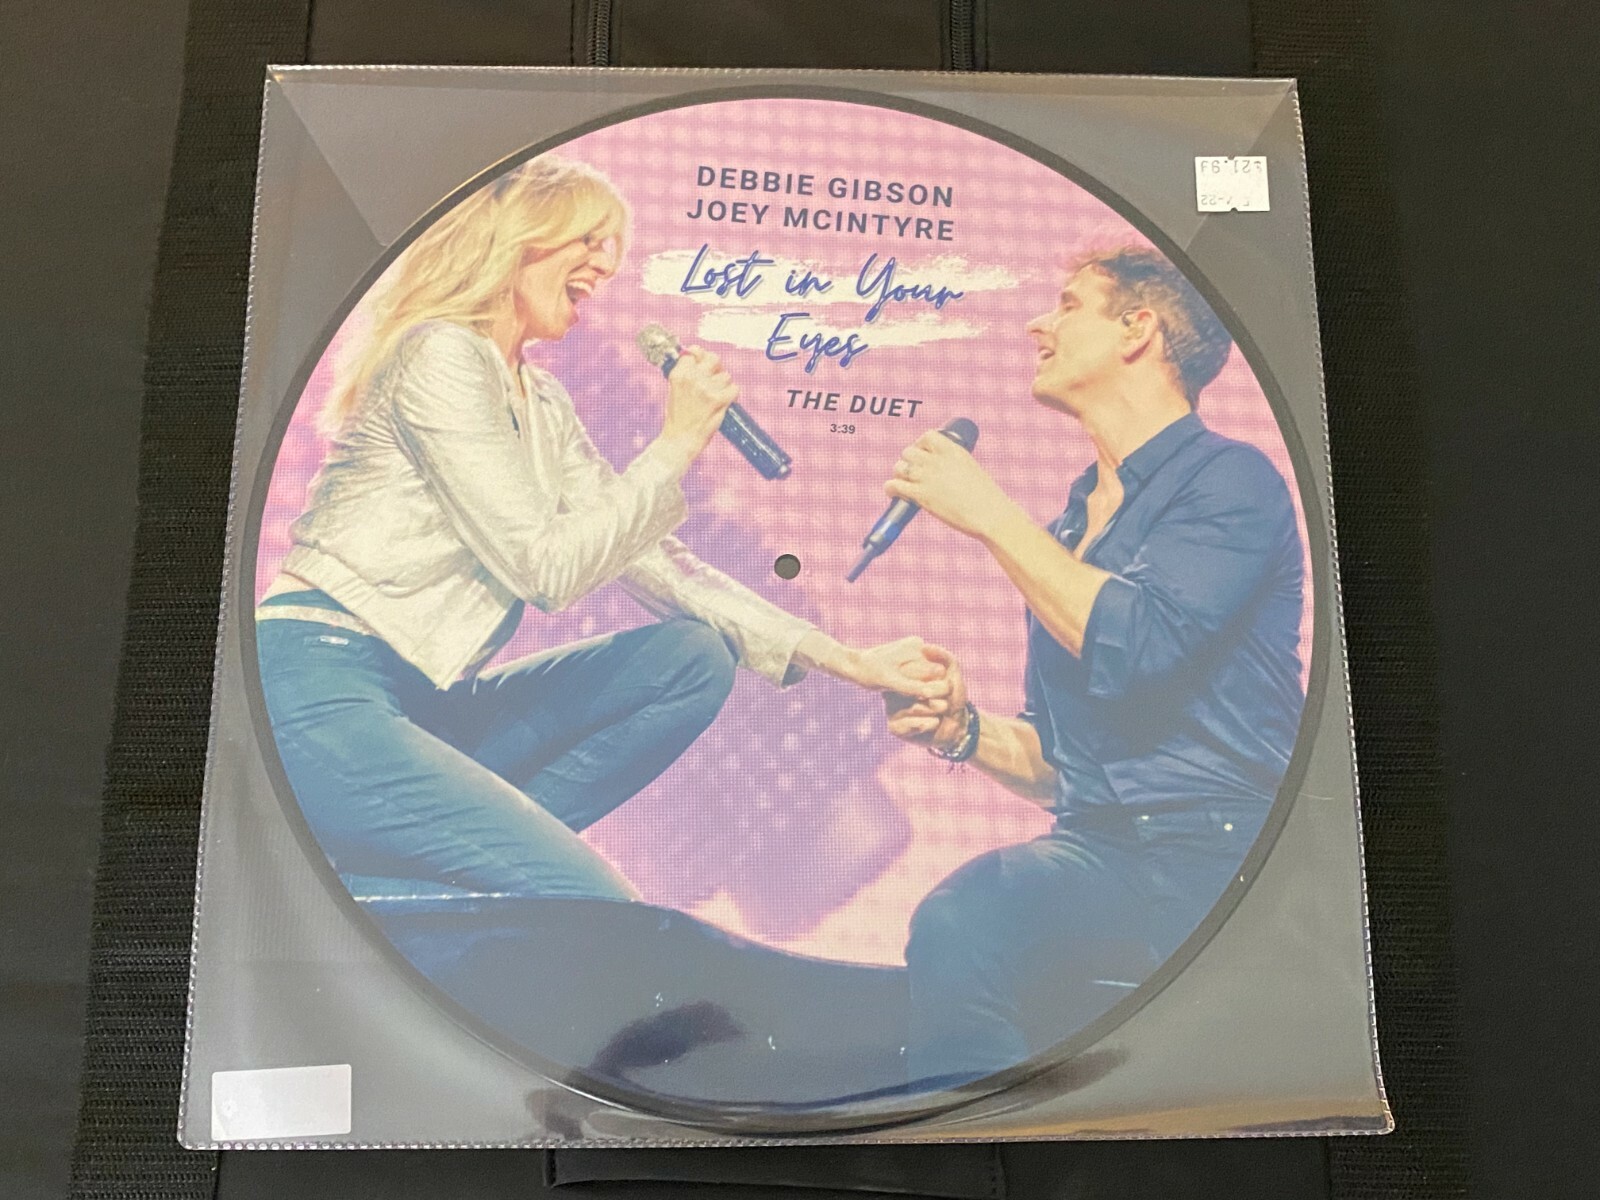 DEBBIE GIBSON
JOEY MCINTYRE
Lost in Your
Eyes
THE DUET
3:39